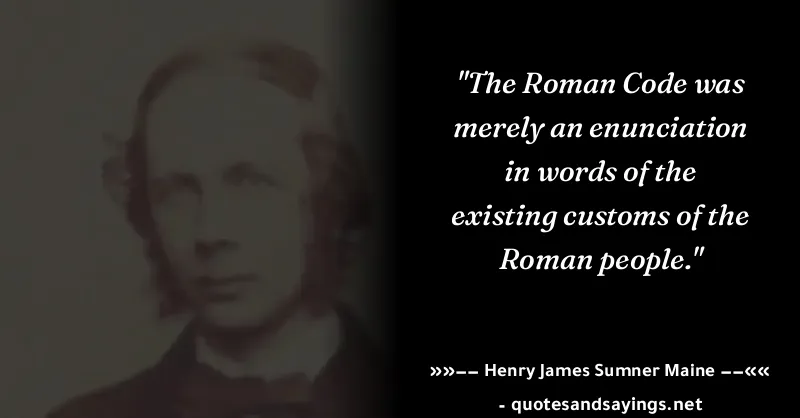 "The Roman Code was
merely an enunciation
in words of the
existing customs of the
Roman people."
»»−− Henry James Sumner Maine −−««
- quotesandsayings.net